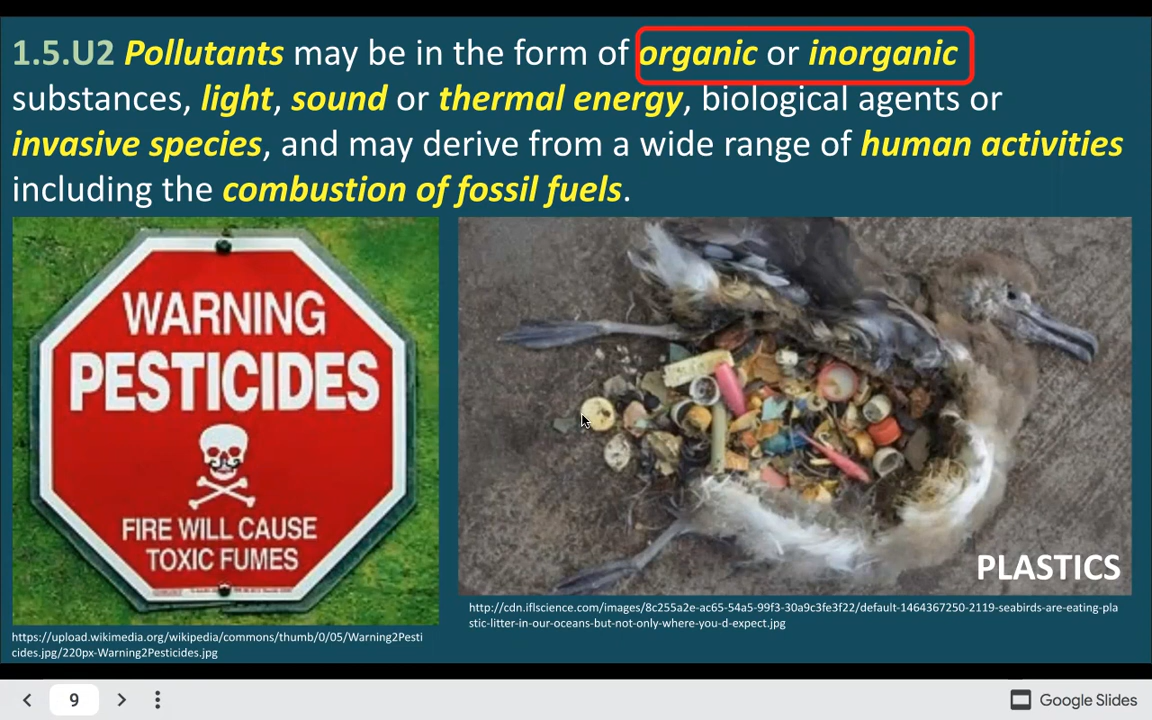 1.5.U2 Pollutants may be in the form of organic or inorganic
substances, light, sound or thermal energy, biological agents or
invasive species, and may derive from a wide range of human activities
including the combustion of fossil fuels.
WARNING
PESTICIDES
FIRE WILL CAUSE
TOXIC FUMES
PLASTICS
http://cdn.iflscience.com/images/8c255a2e-ac65-54a5-99f3-30a9c3fe3f22/default-1464367250-2119-seabirds-are-eating-pla
stic-litter-in-our-oceans-but-not-only-where-you-d-expect.jpg
https://upload.wikimedia.org/wikipedia/commons/thumb/0/05/Warning2Pesti
cides.jpg/220px-Warning2Pesticides.jpg
9
Google Slides